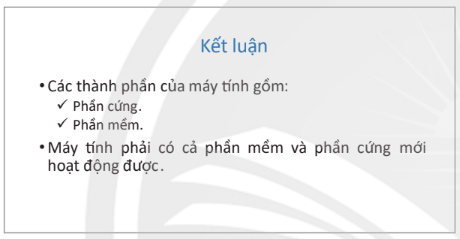 Kết luận
• Các thành phần của máy tính gồm:
✓ Phần cứng.
✓ Phần mềm.
• Máy tính phải có cả phần mềm và phần cứng mới
hoạt động được.